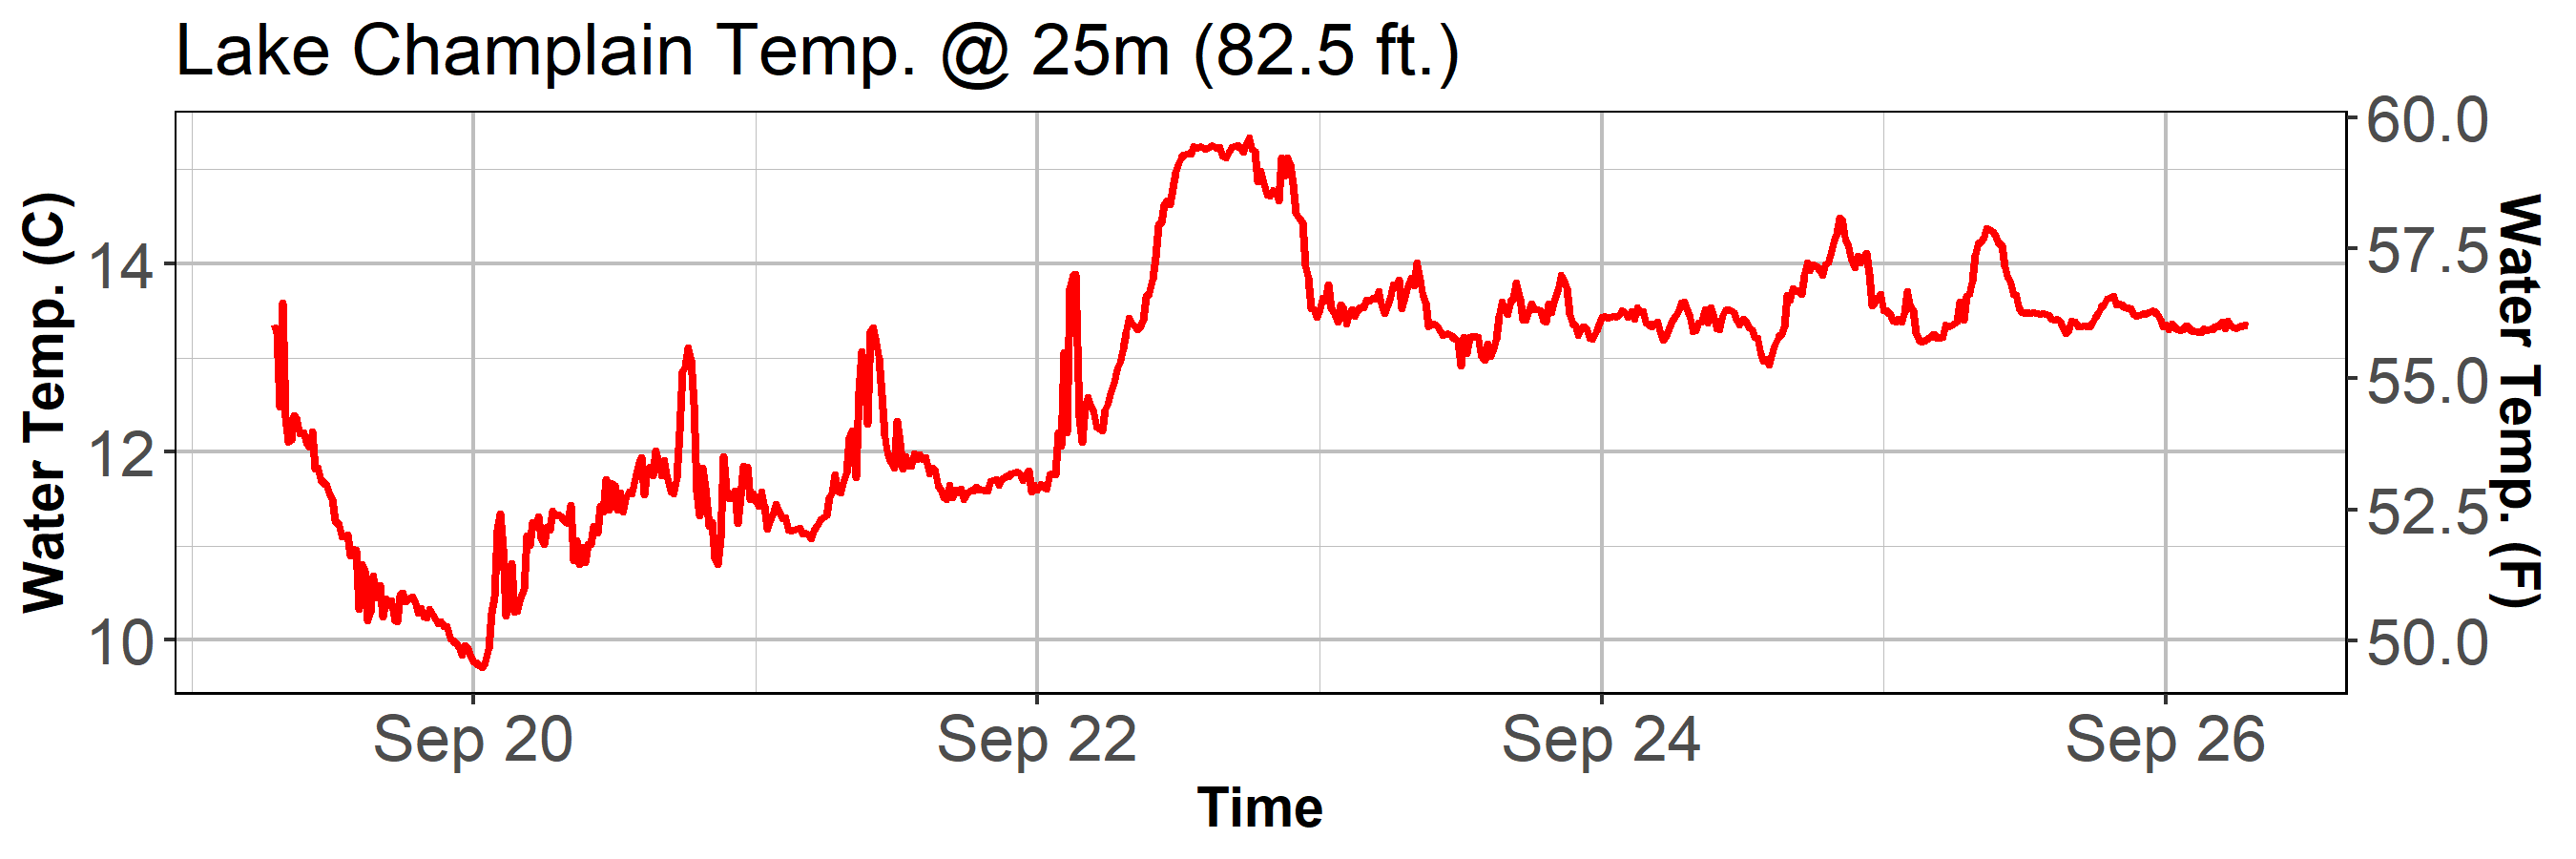 Lake Champlain Temp. @ 25m (82.5 ft.)
Water Temp. (C)
14
12
10
60.0
57.5
55.0
52.5
50.0
Water Temp. (F)
Sep 20 Sep 22 Sep 24 Sep 26
Time